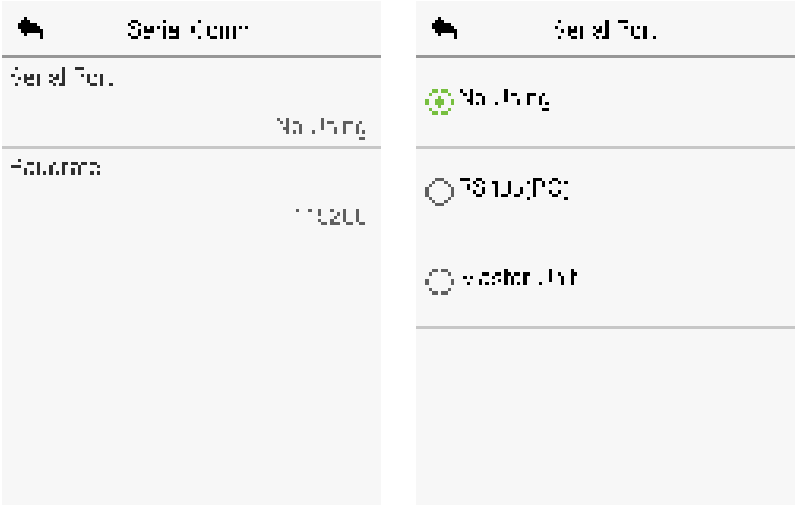 Serial Comm
Serial Port
No Using
Baudrate
115200
Serial Port
No Using
RS485(PC)
Master Unit